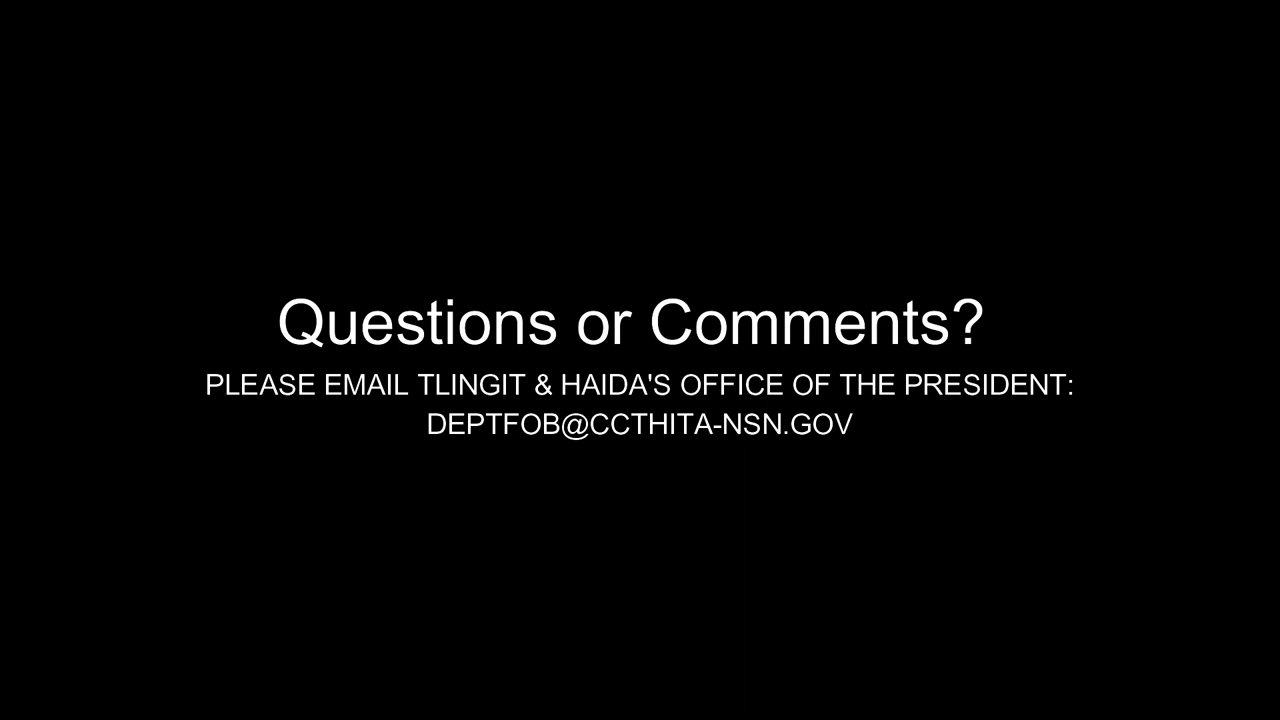 Questions or Comments?
PLEASE EMAIL TLINGIT & HAIDA'S OFFICE OF THE PRESIDENT:
DEPTFOB@CCTHITA-NSN.GOV